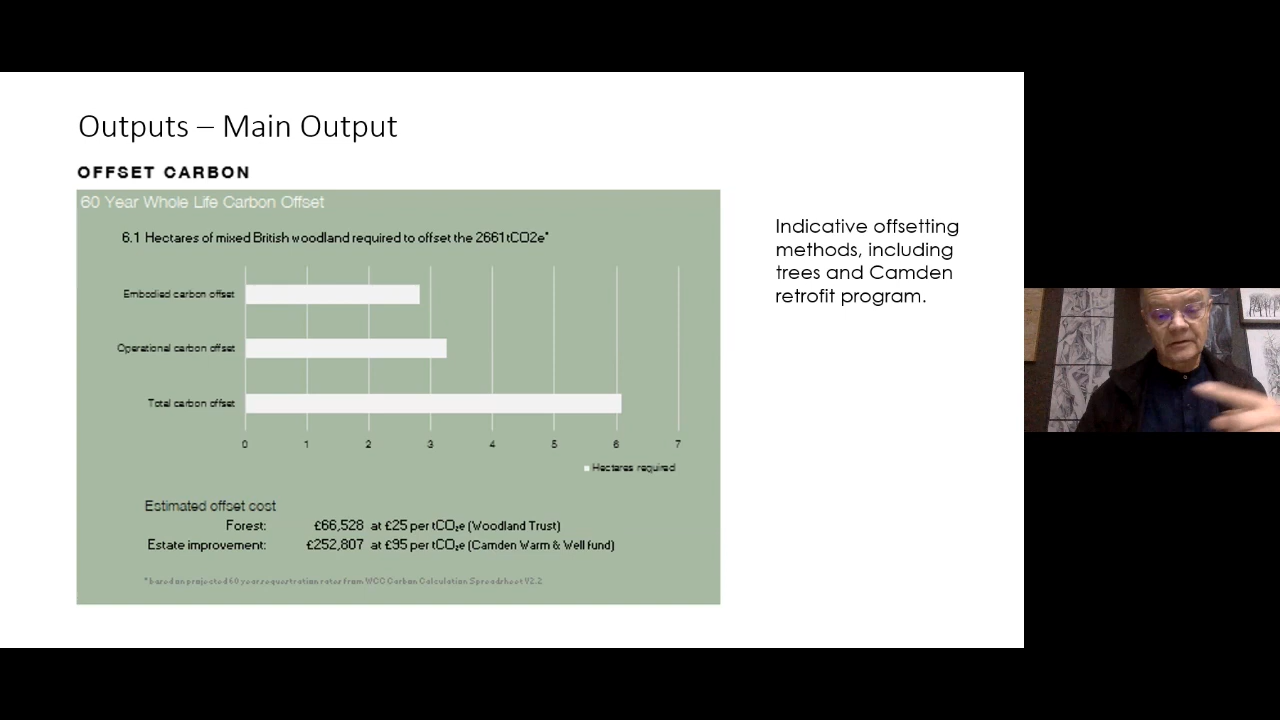 Outputs – Main Output
OFFSET CARBON
60 Year Whole Life Carbon Offset
6.1 Hectares of mixed British woodland required to offset the 2661tCO2e*
Embodied carbon offset
Operational carbon offset
Total carbon offset
0 1 2 3 4 5 6 7
Hectares required
Estimated offset cost
Forest: £66,528 at £25 per tCO₂e (Woodland Trust)
Estate improvement: £252,807 at £95 per tCO₂e (Camden Warm & Well fund)
* based on projected 60 year sequestration rates from WCC Carbon Calculation Spreadsheet V2.2
Indicative offsetting
methods, including
trees and Camden
retrofit program.